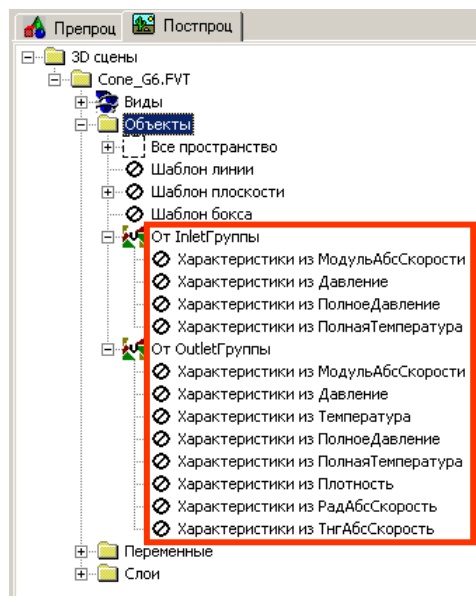 Препроц Постпроц
3D сцены
Cone_G6.FVT
Виды
Объекты
Все пространство
Шаблон линии
Шаблон плоскости
Шаблон бокса
От InletГруппы
Характеристики из МодульАбсСкорости
Характеристики из Давление
Характеристики из ПолноеДавление
Характеристики из ПолнаяТемпература
От OutletГруппы
Характеристики из МодульАбсСкорости
Характеристики из Давление
Характеристики из Температура
Характеристики из ПолноеДавление
Характеристики из ПолнаяТемпература
Характеристики из Плотность
Характеристики из РадАбсСкорость
Характеристики из ТнгАбсСкорость
Переменные
Слои